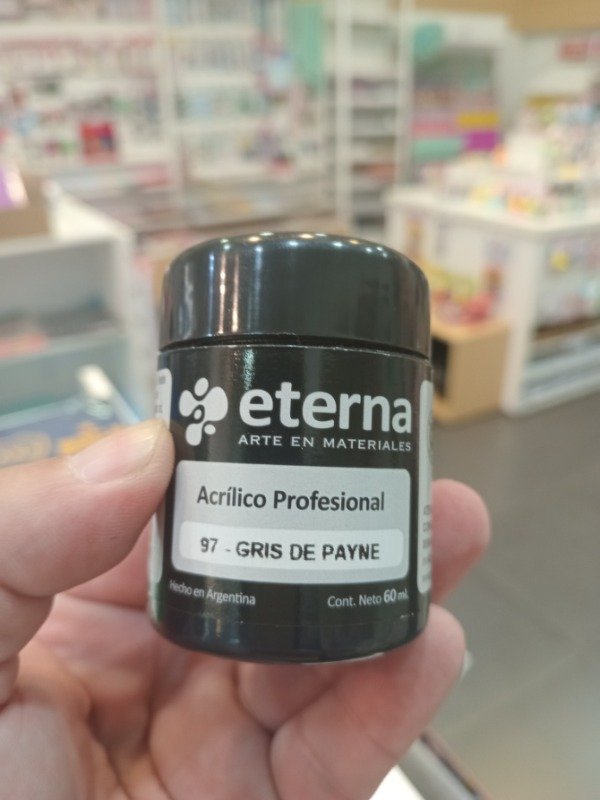 eterna
ARTE EN MATERIALES
Acrílico Profesional
97 - GRIS DE PAYNE
Hecho en Argentina
Cont. Neto 60 ml.